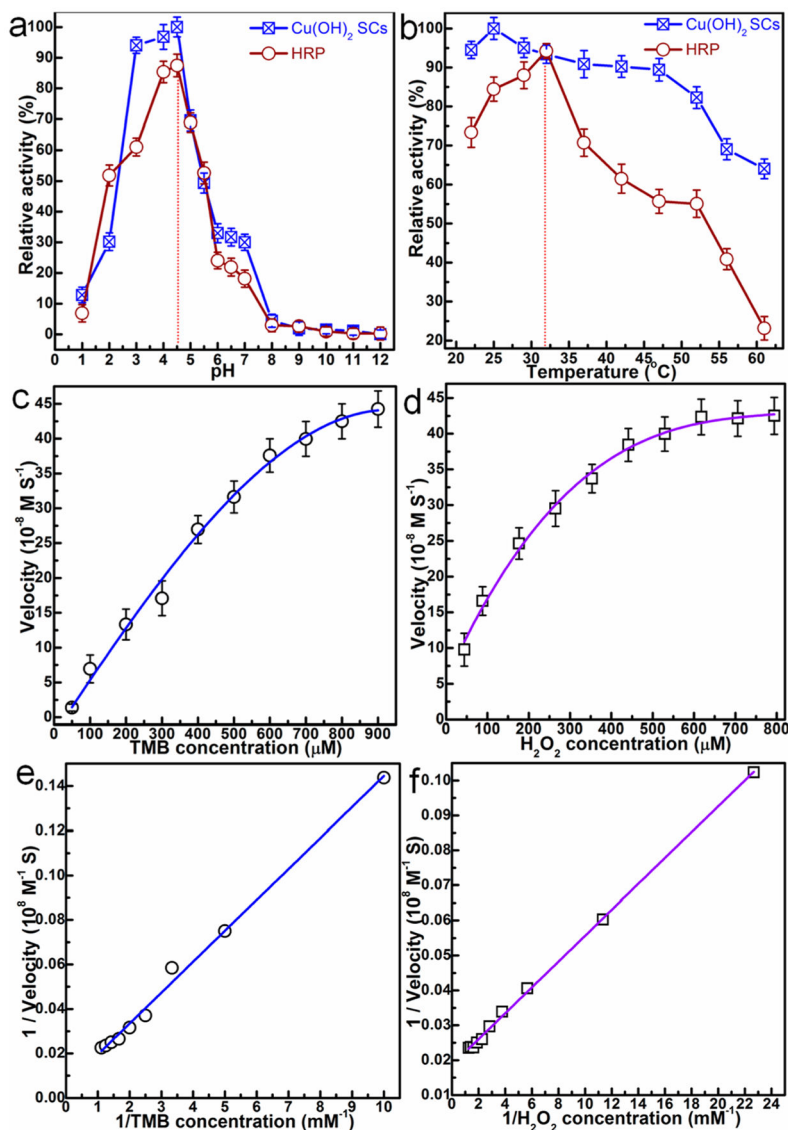 a
100
90
80
70
60
50
40
30
20
10
0
Relative activity (%)
Cu(OH)2 SCs
HRP
1 2 3 4 5 6 7 8 9 10 11 12
pH
b
100
90
80
70
60
50
40
30
20
Relative activity (%)
Cu(OH)2 SCs
HRP
20 25 30 35 40 45 50 55 60
Temperature (°C)
c
45
40
35
30
25
20
15
10
5
0
Velocity (10-8 M S-1)
100 200 300 400 500 600 700 800 900
TMB concentration (μM)
d
45
40
35
30
25
20
15
10
5
0
Velocity (10-8 M S-1)
0 100 200 300 400 500 600 700 800
H2O2 concentration (μM)
e
0.14
0.12
0.10
0.08
0.06
0.04
0.02
0.00
1 / Velocity (108 M-1 S)
0 1 2 3 4 5 6 7 8 9 10
1/TMB concentration (mM-1)
f
0.10
0.09
0.08
0.07
0.06
0.05
0.04
0.03
0.02
0.01
1 / Velocity (108 M-1 S)
0 2 4 6 8 10 12 14 16 18 20 22 24
1/H2O2 concentration (mM-1)